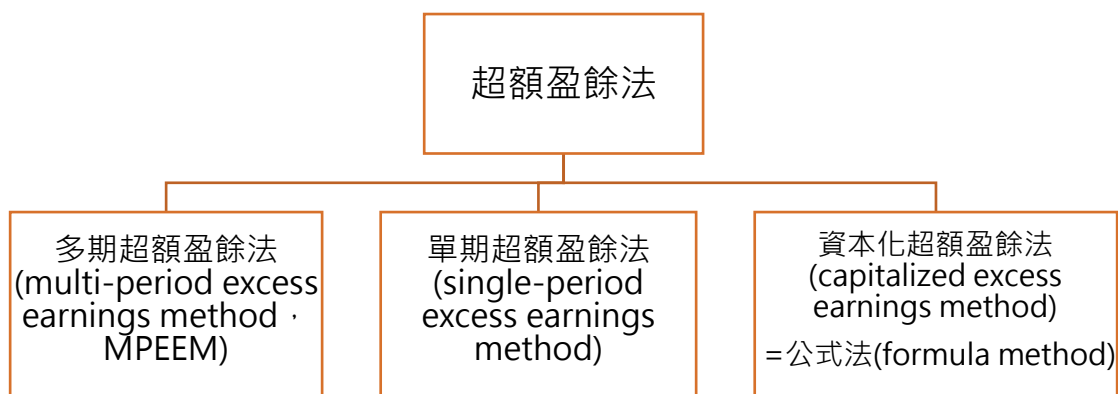 超額盈餘法
多期超額盈餘法
(multi-period excess
earnings method，
MPEEM)
單期超額盈餘法
(single-period
excess earnings
method)
資本化超額盈餘法
(capitalized excess
earnings method)
=公式法(formula method)